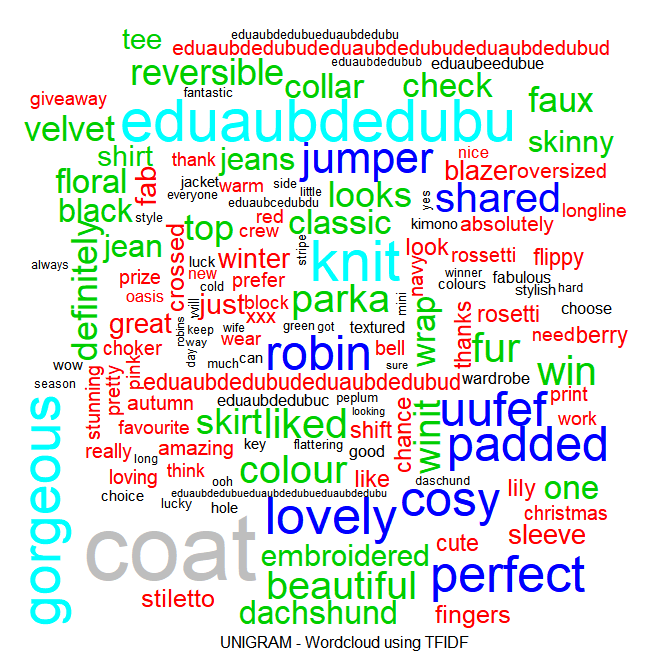 eduaubdedubueduaubdedubu
tee
eduaubdedubudeduaubdedubudeduaubdedubud
eduaubdedubub
eduaubeedubue
reversible
collar
check
fantastic
giveaway
faux
velvet
eduaubdedubu
skinny
shirt
thank
jeans
jumper
nice
blazer
oversized
floral
fab
jacket
warm
side
everyone
little
looks
shared
yes
longline
black
style
eduaubcedubdu
red
crew
top
classic
kimono
absolutely
jean
crossed
luck
winter
stripe
knit
look
navy
rossetti
flippy
always
definitely
prize
new
cold
prefer
winner
colours
fabulous
stylish
hard
oasis
will
just
block
parka
mini
rosetti
choose
great
robins
keep
xxx
green
got
textured
wrap
thanks
need
berry
choker
way
wife
wear
day
much
can
robin
bell
sure
fur
win
wow
stunning
pretty
pink
eduaubdedubudeduaubdedubud
wardrobe
season
autumn
eduaubdedubuc
peplum
print
favourite
skirt
liked
looking
shift
chance
winit
uufef
work
really
long
amazing
key
flattering
good
padded
loving
think
colour
like
daschund
choice
ooh
eduaubdedubueduaubdedubueduaubdedubu
lucky
hole
lovely
cosy
lily
one
christmas
gorgeous
coat
cute
sleeve
embroidered
beautiful
perfect
stiletto
dachshund
fingers
UNIGRAM - Wordcloud using TFIDF